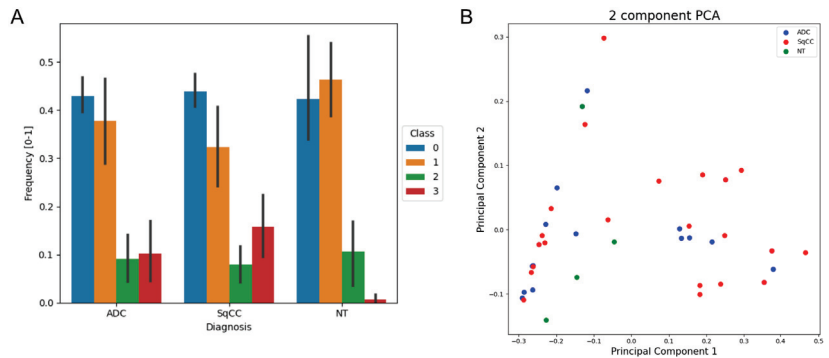 A
B
2 component PCA
0.5
0.4
0.3
0.2
0.1
0.0
Frequency [0-1]
ADC
SqCC
NT
Diagnosis
Class
0
1
2
3
ADC
SqCC
NT
0.3
0.2
0.1
0.0
−0.1
Principal Component 2
−0.3
−0.2
−0.1
0.0
0.1
0.2
0.3
0.4
0.5
Principal Component 1